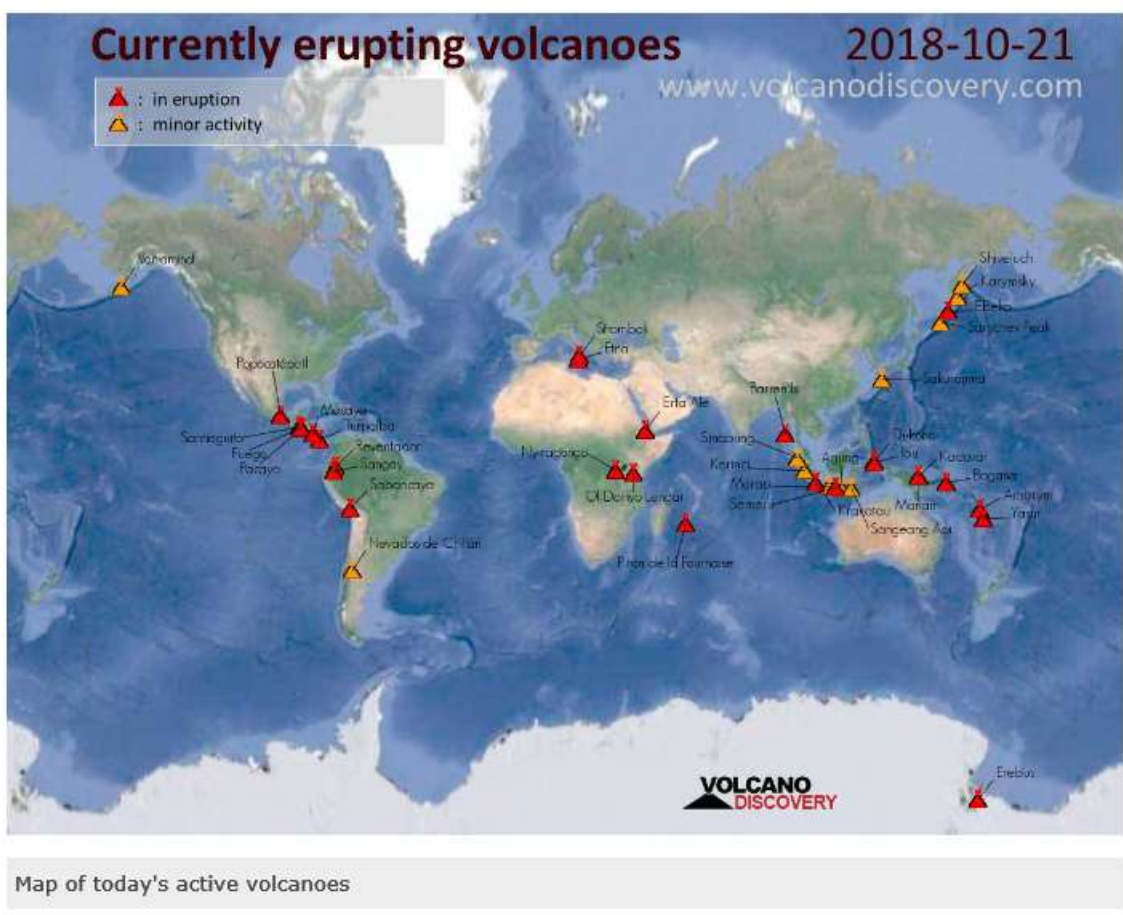 Currently erupting volcanoes
2018-10-21
www.volcanodiscovery.com
: in eruption
: minor activity
Shiveluch
Karymsky
Ebeko
Sarychev Peak
Stromboli
Etna
Sakurajima
Popocatépetl
Masaya
Turrialba
Santiaguito
Fuego
Pacaya
Reventador
Sangay
Sabancaya
Nevados de Chillán
Erta Ale
Nyiragongo
Ol Doinyo Lengai
Piton de la Fournaise
Sinabung
Kerinci
Agung
Merapi
Semeru
Krakatau
Sangeang Api
Dukono
Ibu
Kadovar
Manam
Bagana
Ambrym
Yasur
Erebus
VOLCANO
DISCOVERY
Map of today's active volcanoes